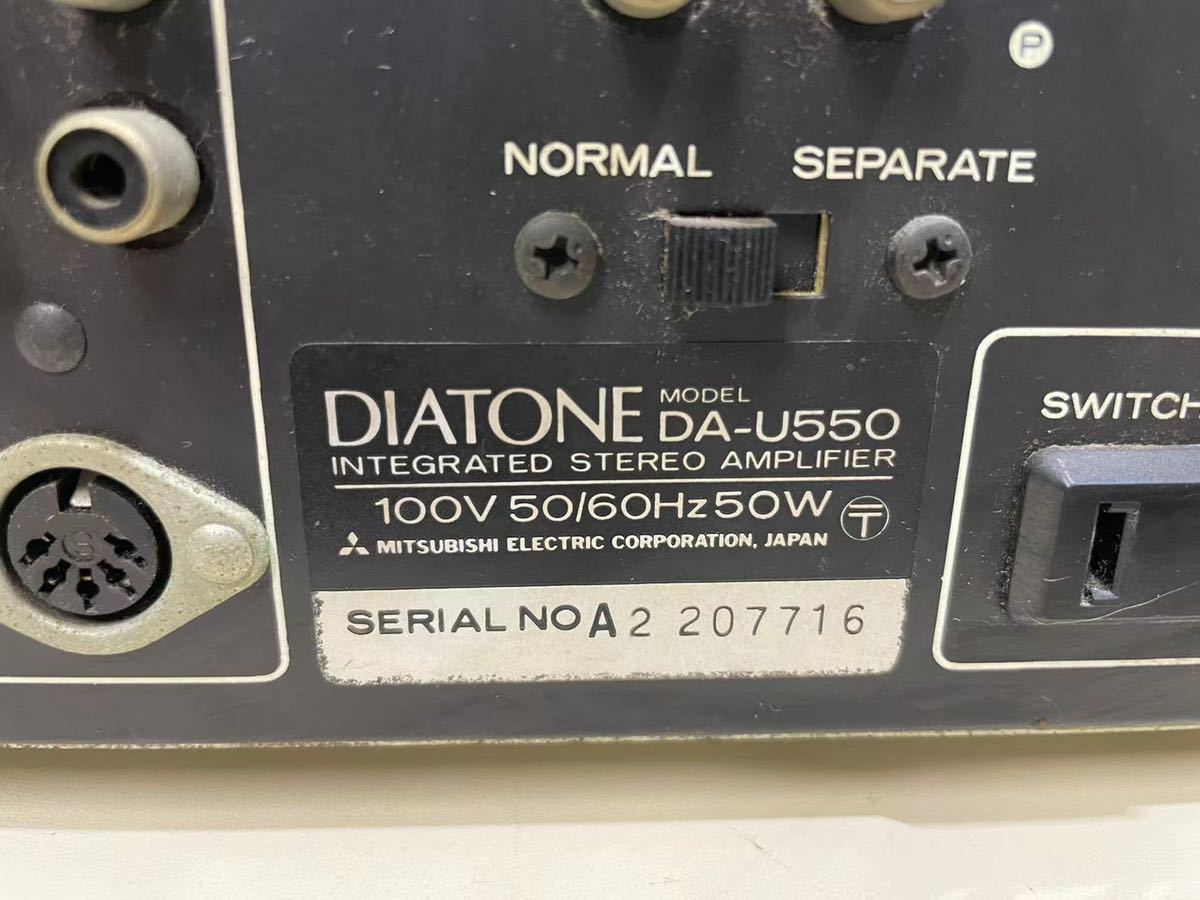 P
NORMAL SEPARATE
DIATONE MODEL DA-U550
INTEGRATED STEREO AMPLIFIER
100V 50/60Hz 50W 〒
MITSUBISHI ELECTRIC CORPORATION, JAPAN
SERIAL NO A2 207716
SWITCH
S